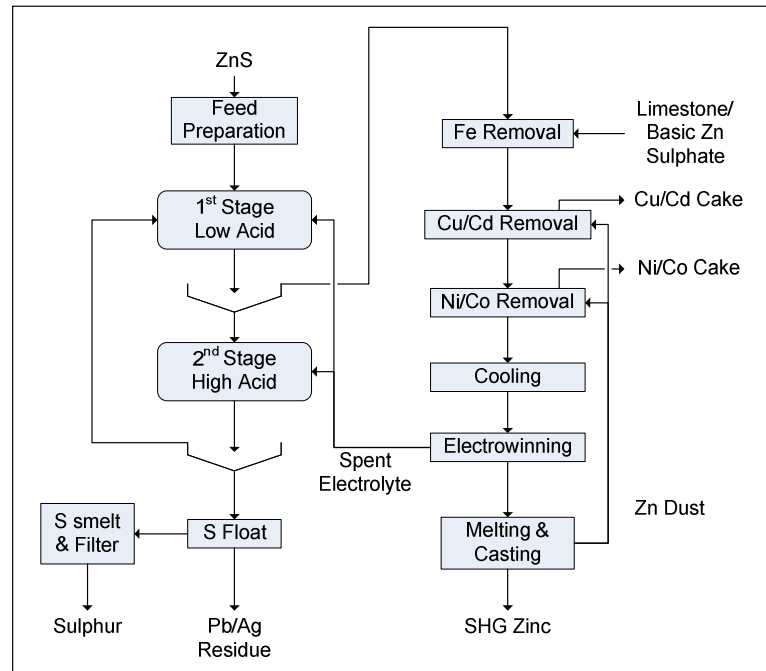 ZnS
Feed
Preparation
1st Stage
Low Acid
2nd Stage
High Acid
S smelt
& Filter
S Float
Sulphur
Pb/Ag
Residue
Fe Removal
Limestone/
Basic Zn
Sulphate
Cu/Cd Removal
Cu/Cd Cake
Ni/Co Removal
Ni/Co Cake
Cooling
Electrowinning
Spent
Electrolyte
Melting &
Casting
Zn Dust
SHG Zinc